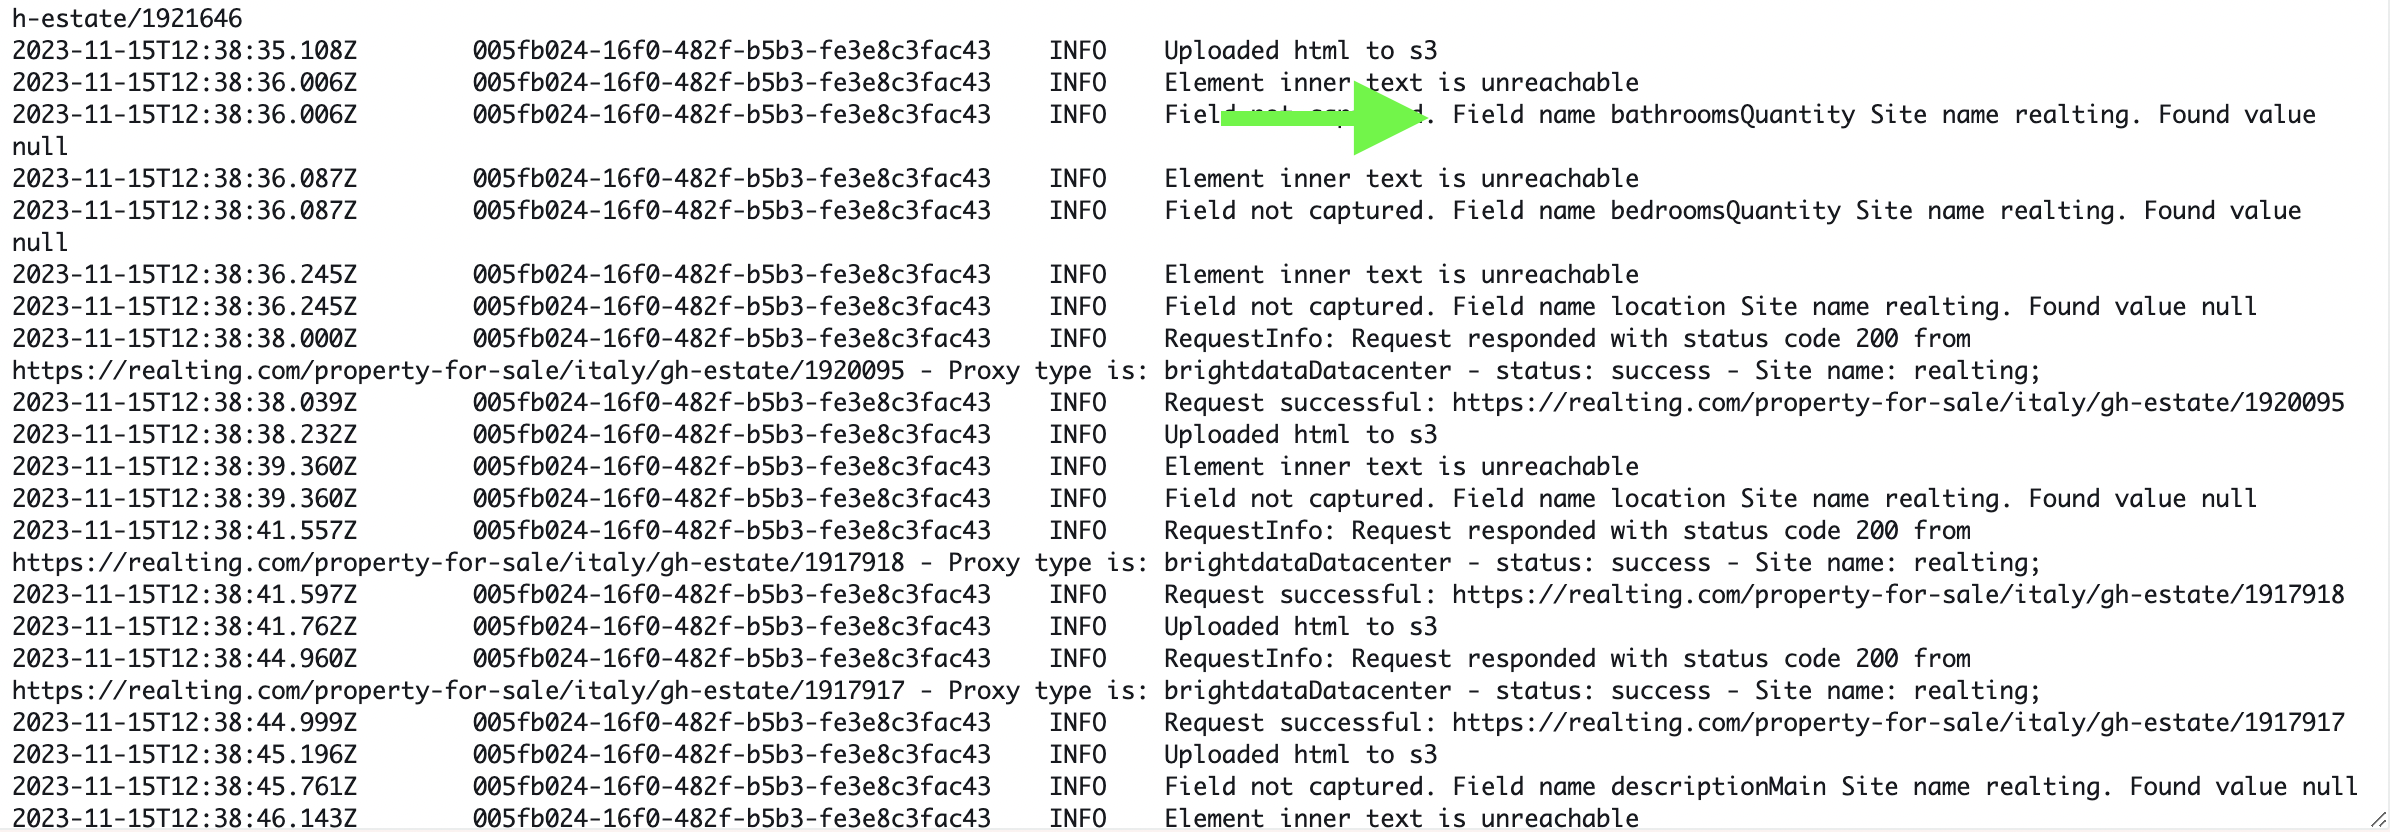 h-estate/1921646
2023-11-15T12:38:35.108Z 005fb024-16f0-482f-b5b3-fe3e8c3fac43 INFO Uploaded html to s3
2023-11-15T12:38:36.006Z 005fb024-16f0-482f-b5b3-fe3e8c3fac43 INFO Element inner text is unreachable
2023-11-15T12:38:36.006Z 005fb024-16f0-482f-b5b3-fe3e8c3fac43 INFO Field not captured. Field name bathroomsQuantity Site name realting. Found value
null
2023-11-15T12:38:36.087Z 005fb024-16f0-482f-b5b3-fe3e8c3fac43 INFO Element inner text is unreachable
2023-11-15T12:38:36.087Z 005fb024-16f0-482f-b5b3-fe3e8c3fac43 INFO Field not captured. Field name bedroomsQuantity Site name realting. Found value
null
2023-11-15T12:38:36.245Z 005fb024-16f0-482f-b5b3-fe3e8c3fac43 INFO Element inner text is unreachable
2023-11-15T12:38:36.245Z 005fb024-16f0-482f-b5b3-fe3e8c3fac43 INFO Field not captured. Field name location Site name realting. Found value null
2023-11-15T12:38:38.000Z 005fb024-16f0-482f-b5b3-fe3e8c3fac43 INFO RequestInfo: Request responded with status code 200 from
https://realting.com/property-for-sale/italy/gh-estate/1920095 - Proxy type is: brightdataDatacenter - status: success - Site name: realting;
2023-11-15T12:38:38.039Z 005fb024-16f0-482f-b5b3-fe3e8c3fac43 INFO Request successful: https://realting.com/property-for-sale/italy/gh-estate/1920095
2023-11-15T12:38:38.232Z 005fb024-16f0-482f-b5b3-fe3e8c3fac43 INFO Uploaded html to s3
2023-11-15T12:38:39.360Z 005fb024-16f0-482f-b5b3-fe3e8c3fac43 INFO Element inner text is unreachable
2023-11-15T12:38:39.360Z 005fb024-16f0-482f-b5b3-fe3e8c3fac43 INFO Field not captured. Field name location Site name realting. Found value null
2023-11-15T12:38:41.557Z 005fb024-16f0-482f-b5b3-fe3e8c3fac43 INFO RequestInfo: Request responded with status code 200 from
https://realting.com/property-for-sale/italy/gh-estate/1917918 - Proxy type is: brightdataDatacenter - status: success - Site name: realting;
2023-11-15T12:38:41.597Z 005fb024-16f0-482f-b5b3-fe3e8c3fac43 INFO Request successful: https://realting.com/property-for-sale/italy/gh-estate/1917918
2023-11-15T12:38:41.762Z 005fb024-16f0-482f-b5b3-fe3e8c3fac43 INFO Uploaded html to s3
2023-11-15T12:38:44.960Z 005fb024-16f0-482f-b5b3-fe3e8c3fac43 INFO RequestInfo: Request responded with status code 200 from
https://realting.com/property-for-sale/italy/gh-estate/1917917 - Proxy type is: brightdataDatacenter - status: success - Site name: realting;
2023-11-15T12:38:44.999Z 005fb024-16f0-482f-b5b3-fe3e8c3fac43 INFO Request successful: https://realting.com/property-for-sale/italy/gh-estate/1917917
2023-11-15T12:38:45.196Z 005fb024-16f0-482f-b5b3-fe3e8c3fac43 INFO Uploaded html to s3
2023-11-15T12:38:45.761Z 005fb024-16f0-482f-b5b3-fe3e8c3fac43 INFO Field not captured. Field name descriptionMain Site name realting. Found value null
2023-11-15T12:38:46.143Z 005fb024-16f0-482f-b5b3-fe3e8c3fac43 INFO Element inner text is unreachable